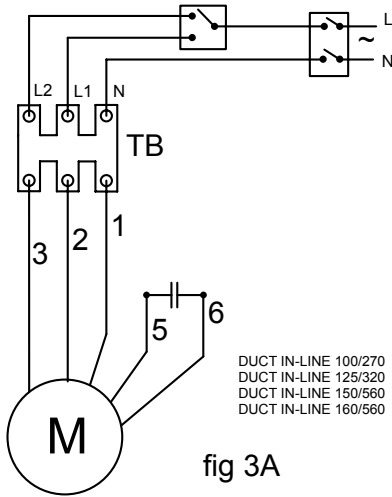 L
~
N
L2 L1 N
TB
3 2 1
5 6
M
DUCT IN-LINE 100/270
DUCT IN-LINE 125/320
DUCT IN-LINE 150/560
DUCT IN-LINE 160/560
fig 3A